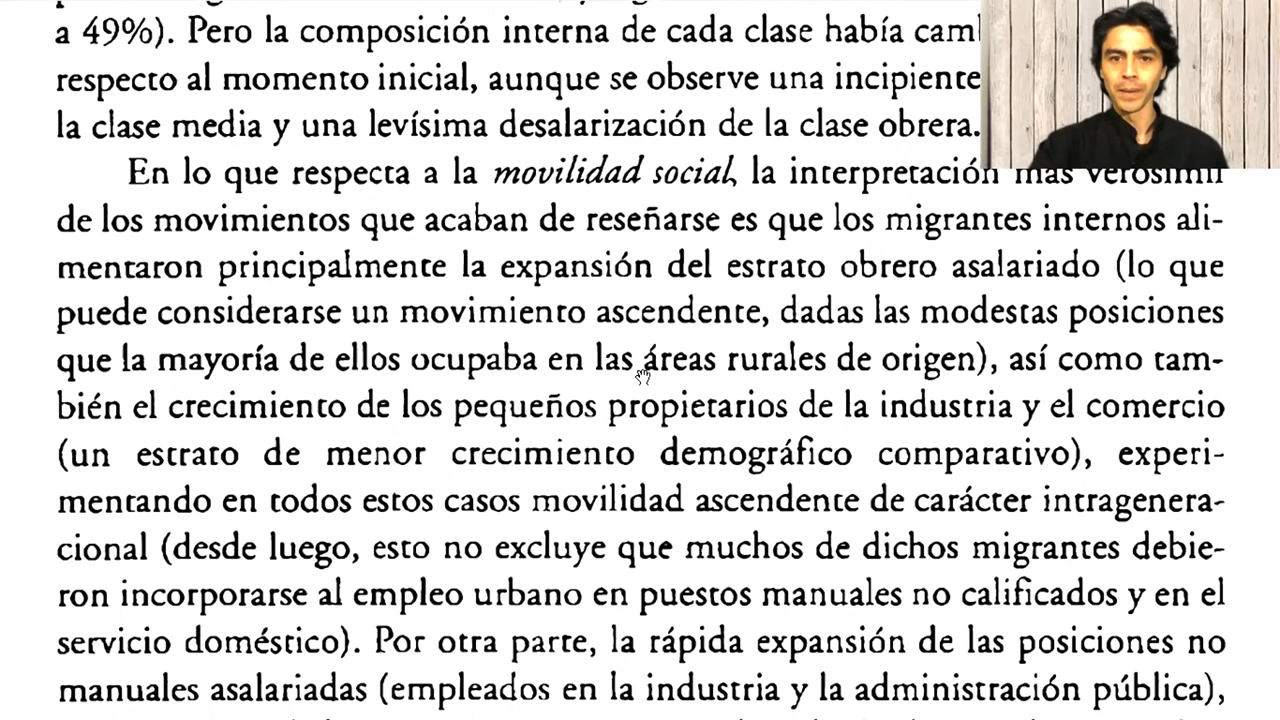 a 49%). Pero la composición interna de cada clase había
respecto al momento inicial, aunque se observe una incipiente
la clase media y una levísima desalarización de la clase obrera.
En lo que respecta a la movilidad social, la interpretación más verosímil
de los movimientos que acaban de reseñarse es que los migrantes internos ali-
mentaron principalmente la expansión del estrato obrero asalariado (lo que
puede considerarse un movimiento ascendente, dadas las modestas posiciones
que la mayoría de ellos ocupaba en las áreas rurales de origen), así como tam-
bién el crecimiento de los pequeños propietarios de la industria y el comercio
(un estrato de menor crecimiento demográfico comparativo), experi-
mentando en todos estos casos movilidad ascendente de carácter intragenera-
cional (desde luego, esto no excluye que muchos de dichos migrantes debie-
ron incorporarse al empleo urbano en puestos manuales no calificados y en el
servicio doméstico). Por otra parte, la rápida expansión de las posiciones no
manuales asalariadas (empleados en la industria y la administración pública),